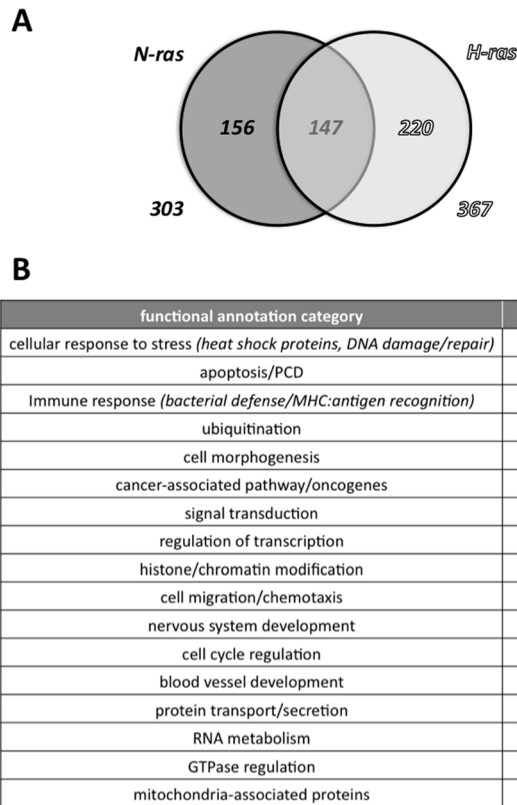 A
N-ras
H-ras
156
147
220
303
367
B
functional annotation category
cellular response to stress (heat shock proteins, DNA damage/repair)
apoptosis/PCD
Immune response (bacterial defense/MHC:antigen recognition)
ubiquitination
cell morphogenesis
cancer-associated pathway/oncogenes
signal transduction
regulation of transcription
histone/chromatin modification
cell migration/chemotaxis
nervous system development
cell cycle regulation
blood vessel development
protein transport/secretion
RNA metabolism
GTPase regulation
mitochondria-associated proteins